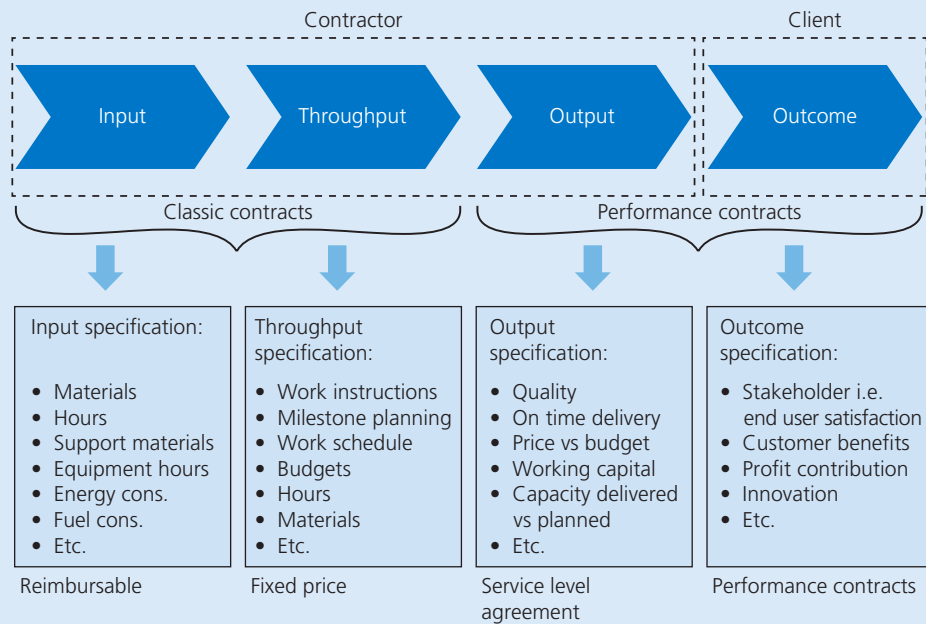 Contractor
Client
Input
Throughput
Output
Outcome
Classic contracts
Performance contracts
Input specification:
• Materials
• Hours
• Support materials
• Equipment hours
• Energy cons.
• Fuel cons.
• Etc.
Reimbursable
Throughput
specification:
• Work instructions
• Milestone planning
• Work schedule
• Budgets
• Hours
• Materials
• Etc.
Fixed price
Output
specification:
• Quality
• On time delivery
• Price vs budget
• Working capital
• Capacity delivered
vs planned
• Etc.
Service level
agreement
Outcome
specification:
• Stakeholder i.e.
end user satisfaction
• Customer benefits
• Profit contribution
• Innovation
• Etc.
Performance contracts